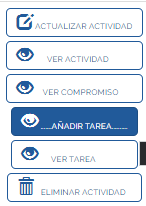 ACTUALIZAR ACTIVIDAD
VER ACTIVIDAD
VER COMPROMISO
......AÑADIR TAREA.........
VER TAREA
ELIMINAR ACTIVIDAD